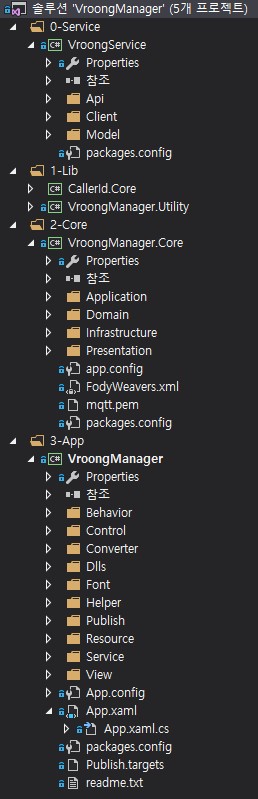 솔루션 'VroongManager' (5개 프로젝트)
0-Service
VroongService
Properties
참조
Api
Client
Model
packages.config
1-Lib
CallerId.Core
VroongManager.Utility
2-Core
VroongManager.Core
Properties
참조
Application
Domain
Infrastructure
Presentation
app.config
FodyWeavers.xml
mqtt.pem
packages.config
3-App
VroongManager
Properties
참조
Behavior
Control
Converter
Dlls
Font
Helper
Publish
Resource
Service
View
App.config
App.xaml
App.xaml.cs
packages.config
Publish.targets
readme.txt